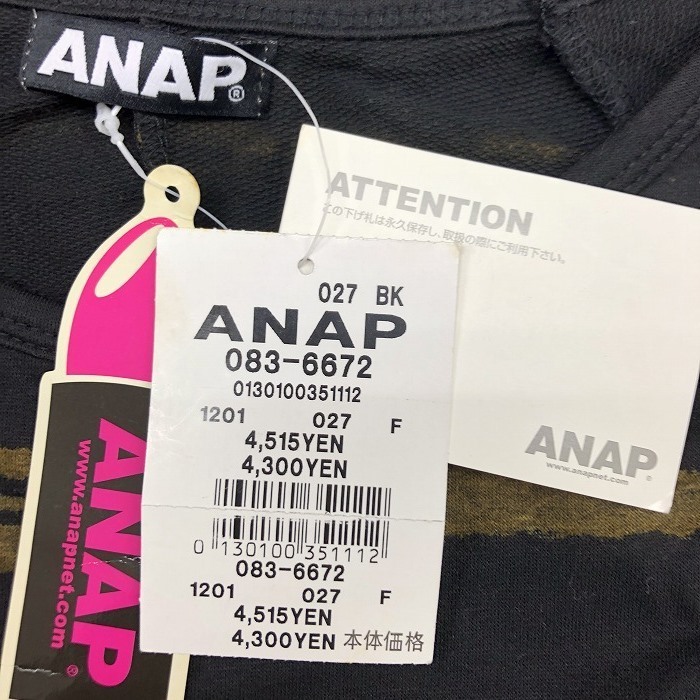 ANAP®
ATTENTION
この下げ札は永久保存し、取扱の際にご利用下さい。
ANAP®
www.anapnet.com
027 BK
ANAP
083-6672
0130100351112
1201 027 F
4,515YEN
4,300YEN
0 130100 351112
083-6672
1201 027 F
4,515YEN
4,300YEN 本体価格
ANAP®
www.anapnet.com